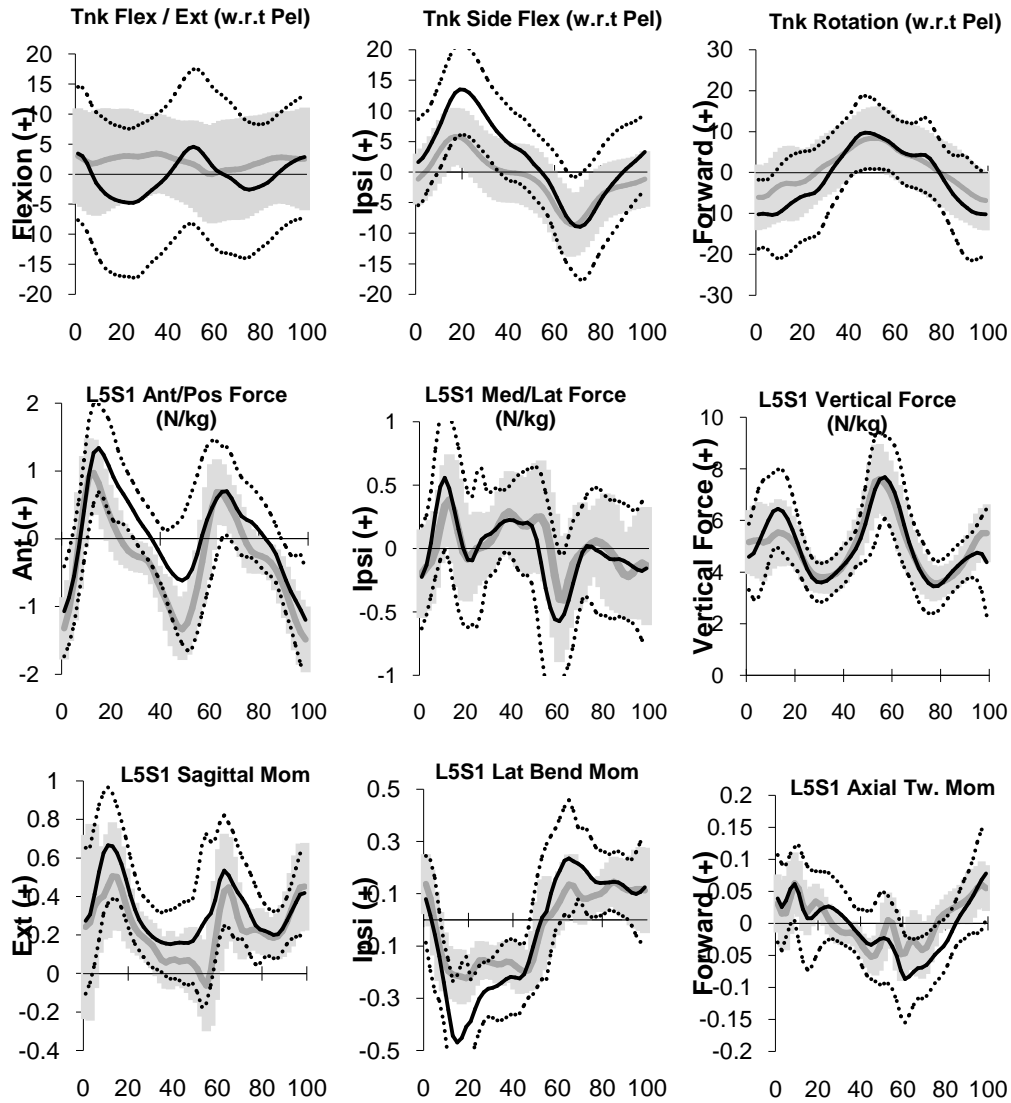 Tnk Flex / Ext (w.r.t Pel)
Flexion (+)
20
15
10
5
0
-5
-10
-15
-20
0 20 40 60 80 100
Tnk Side Flex (w.r.t Pel)
Ipsi (+)
20
15
10
5
0
-5
-10
-15
-20
0 20 40 60 80 100
Tnk Rotation (w.r.t Pel)
Forward (+)
30
20
10
0
-10
-20
-30
0 20 40 60 80 100
L5S1 Ant/Pos Force
(N/kg)
Ant (+)
2
1
0
-1
-2
0 20 40 60 80 100
L5S1 Med/Lat Force
(N/kg)
Ipsi (+)
1
0.5
0
-0.5
-1
0 20 40 60 80 100
L5S1 Vertical Force
(N/kg)
Vertical Force (+)
10
8
6
4
2
0
0 20 40 60 80 100
L5S1 Sagittal Mom
Ext (+)
1
0.8
0.6
0.4
0.2
0
-0.2
-0.4
0 20 40 60 80 100
L5S1 Lat Bend Mom
Ipsi (+)
0.5
0.3
0.1
-0.1
-0.3
-0.5
0 20 40 60 80 100
L5S1 Axial Tw. Mom
Forward (+)
0.2
0.15
0.1
0.05
0
-0.05
-0.1
-0.15
-0.2
0 20 40 60 80 100